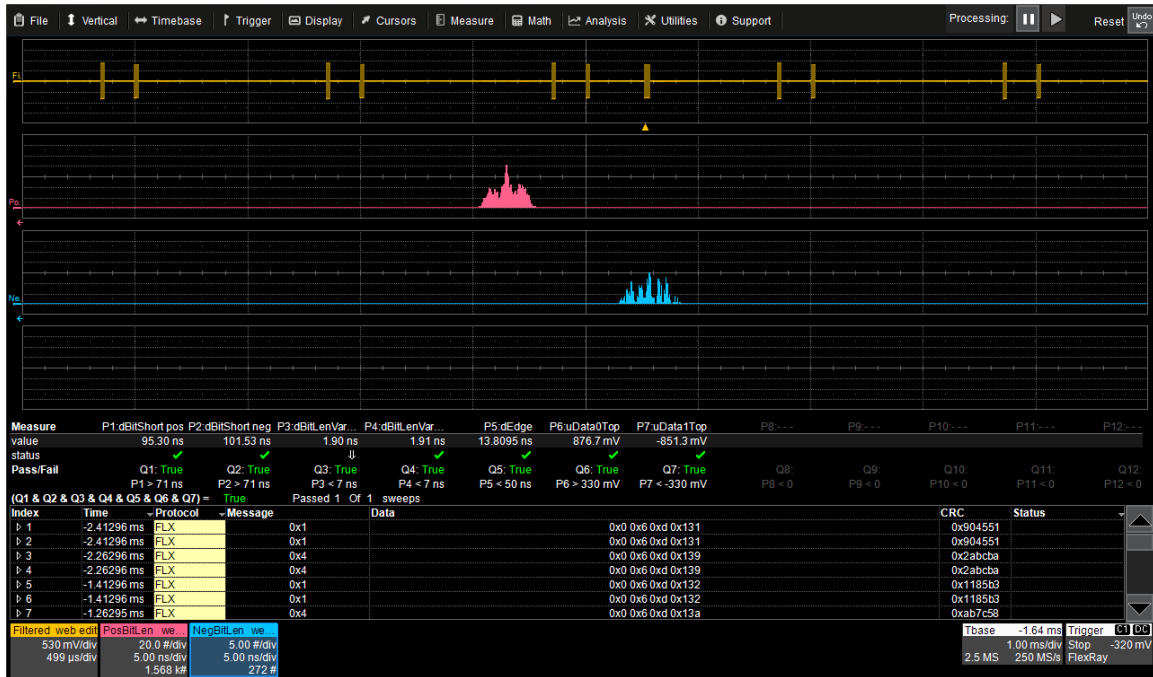 File Vertical Timebase Trigger Display Cursors Measure Math Analysis Utilities Support Processing: Reset Undo
Fi.
Po.
Ne.
Measure P1:dBitShort pos P2:dBitShort neg P3:dBitLenVar... P4:dBitLenVar... P5:dEdge P6:uData0Top P7:uData1Top P8:- - - P9:- - - P10:- - - P11:- - - P12:- - -
value 95.30 ns 101.53 ns 1.90 ns 1.91 ns 13.8095 ns 876.7 mV -851.3 mV
status
Pass/Fail Q1: True Q2: True Q3: True Q4: True Q5: True Q6: True Q7: True Q8: Q9: Q10: Q11: Q12:
P1 > 71 ns P2 > 71 ns P3 < 7 ns P4 < 7 ns P5 < 50 ns P6 > 330 mV P7 < -330 mV P8 < 0 P9 < 0 P10 < 0 P11 < 0 P12 < 0
(Q1 & Q2 & Q3 & Q4 & Q5 & Q6 & Q7) = True Passed 1 Of 1 sweeps
Index Time Protocol Message Data CRC Status
1 -2.41296 ms FLX 0x1 0x0 0x6 0xd 0x131 0x904551
2 -2.41296 ms FLX 0x1 0x0 0x6 0xd 0x131 0x904551
3 -2.26296 ms FLX 0x4 0x0 0x6 0xd 0x139 0x2abcba
4 -2.26296 ms FLX 0x4 0x0 0x6 0xd 0x139 0x2abcba
5 -1.41296 ms FLX 0x1 0x0 0x6 0xd 0x132 0x1185b3
6 -1.41296 ms FLX 0x1 0x0 0x6 0xd 0x132 0x1185b3
7 -1.26295 ms FLX 0x4 0x0 0x6 0xd 0x13a 0xab7c58
Filtered web edit PosBitLen we... NegBitLen we... Tbase -1.64 ms Trigger C1 DC
530 mV/div 20.0 #/div 5.00 #/div 1.00 ms/div Stop -320 mV
499 µs/div 5.00 ns/div 5.00 ns/div 2.5 MS 250 MS/s FlexRay
1.568 k# 272 #